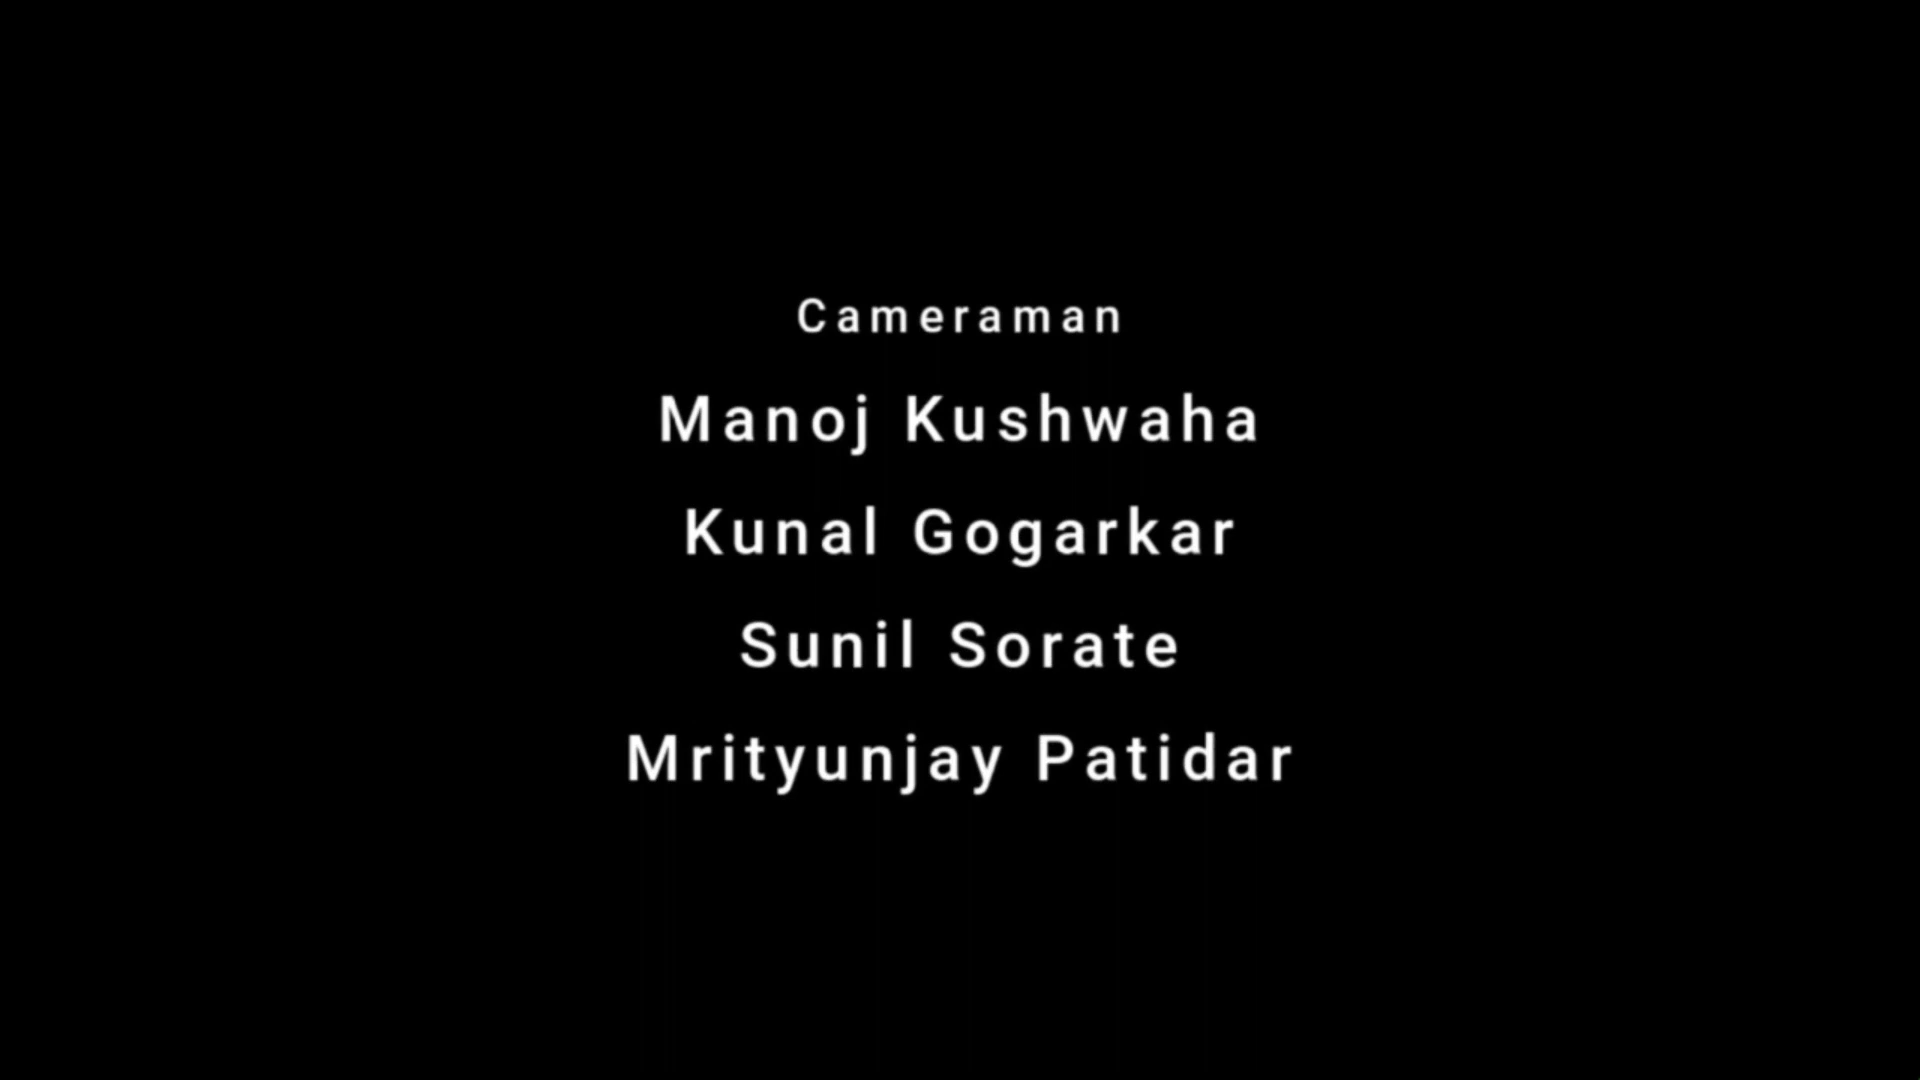 Cameraman
Manoj Kushwaha
Kunal Gogarkar
Sunil Sorate
Mrityunjay Patidar